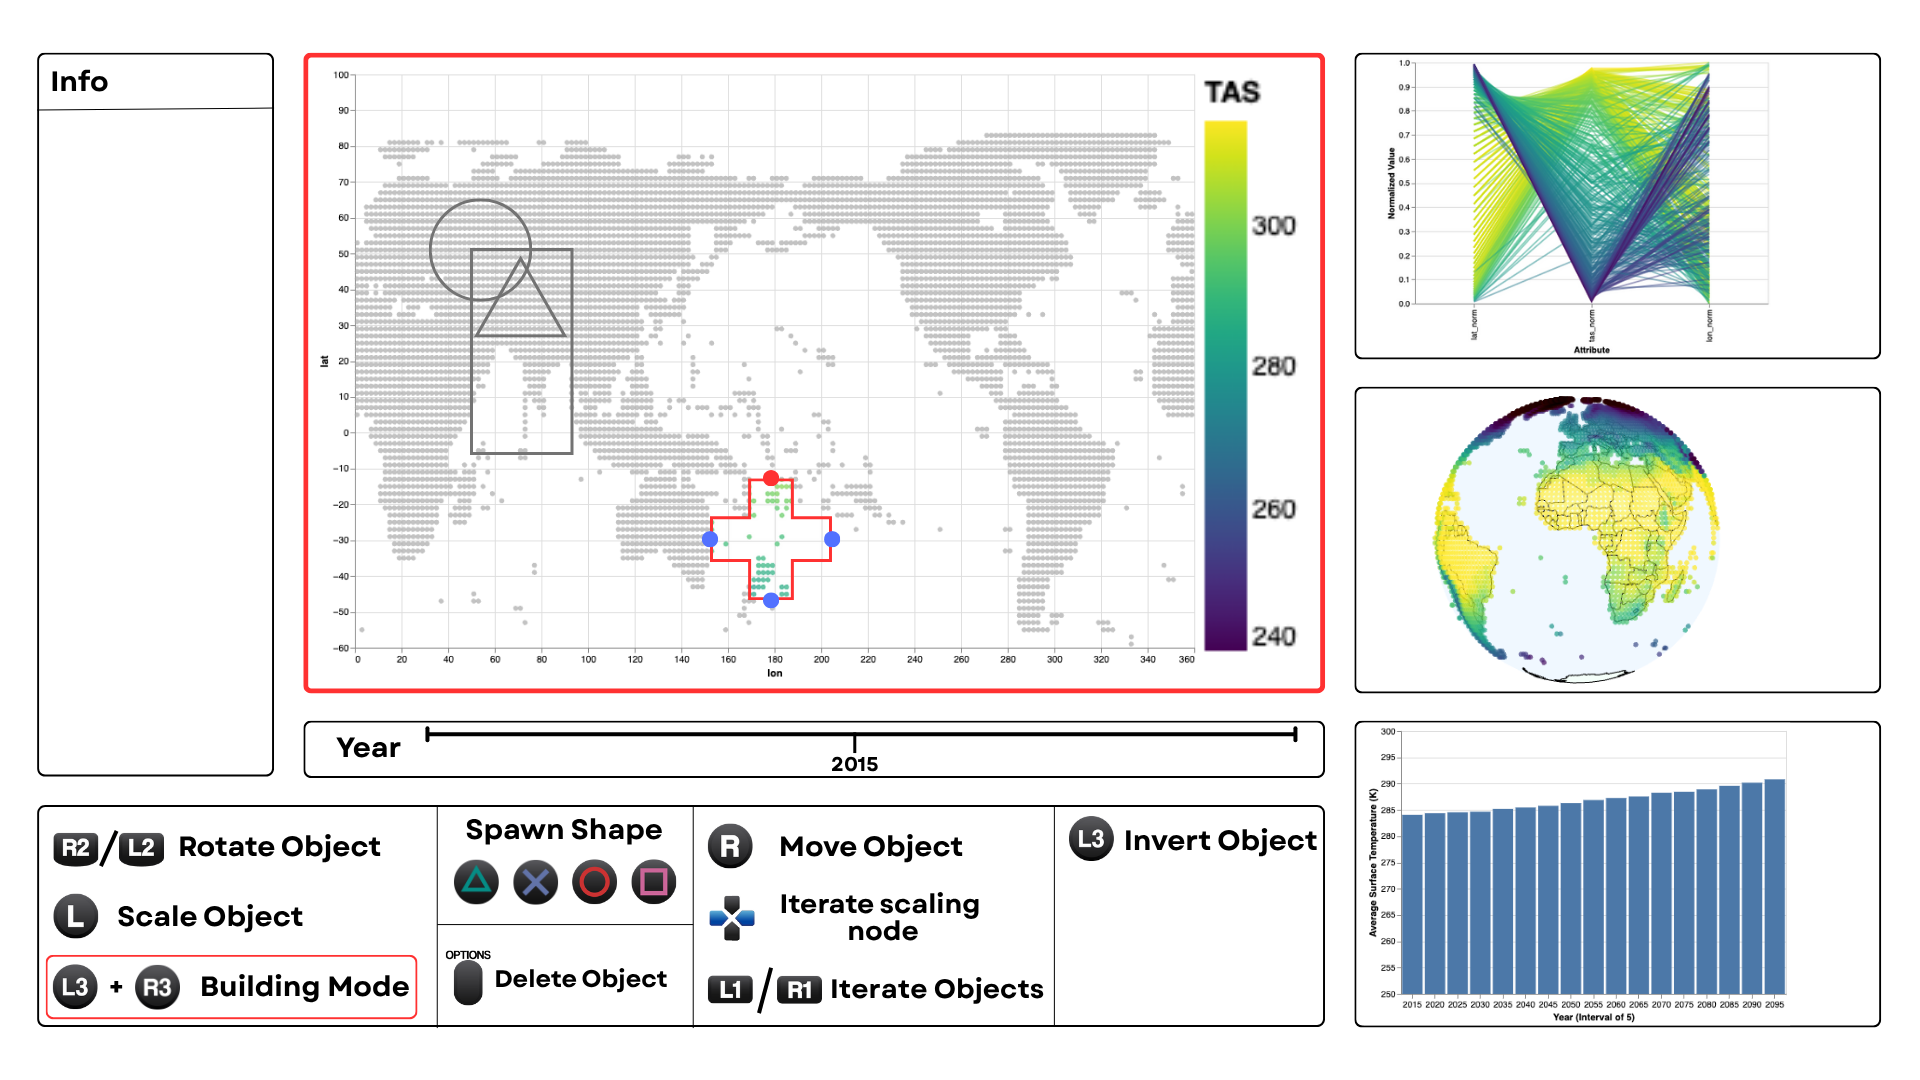 Info
100
90
80
70
60
50
40
30
20
10
0
−10
−20
−30
−40
−50
−60
lat
0 20 40 60 80 100 120 140 160 180 200 220 240 260 280 300 320 340 360
lon
TAS
300
280
260
240
Year
2015
R2 / L2 Rotate Object
L Scale Object
L3 + R3 Building Mode
Spawn Shape
OPTIONS
Delete Object
R Move Object
Iterate scaling
node
L1 / R1 Iterate Objects
L3 Invert Object
1.0
0.9
0.8
0.7
0.6
0.5
0.4
0.3
0.2
0.1
0.0
Normalized Value
lat_norm
tas_norm
lon_norm
Attribute
300
295
290
285
280
275
270
265
260
255
250
Average Surface Temperature (K)
2015 2020 2025 2030 2035 2040 2045 2050 2055 2060 2065 2070 2075 2080 2085 2090 2095
Year (Interval of 5)